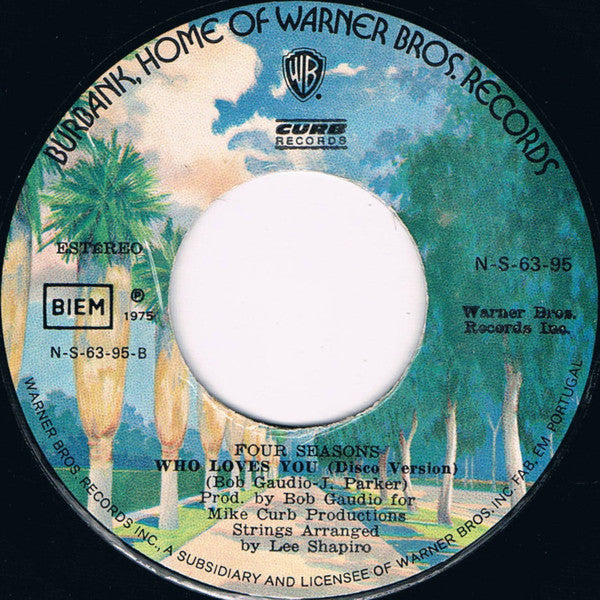 BURBANK, HOME OF WARNER BROS. RECORDS
WB
CURB
RECORDS
ESTéREO
N-S-63-95
BIEM
℗
1975
Warner Bros.
Records Inc.
N-S-63-95-B
FOUR SEASONS
WHO LOVES YOU (Disco Version)
(Bob Gaudio-J. Parker)
Prod. by Bob Gaudio for
Mike Curb Productions
Strings Arranged
by Lee Shapiro
WARNER BROS. RECORDS INC., A SUBSIDIARY AND LICENSEE OF WARNER BROS. INC. FAB. EM PORTUGAL